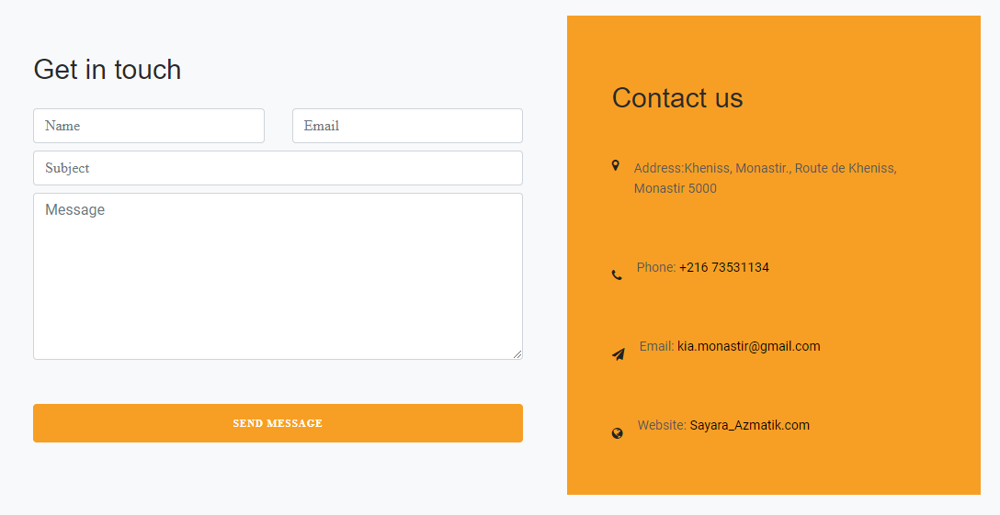 Get in touch
Name
Email
Subject
Message
SEND MESSAGE
Contact us
Address:Kheniss, Monastir., Route de Kheniss,
Monastir 5000
Phone: +216 73531134
Email: kia.monastir@gmail.com
Website: Sayara_Azmatik.com